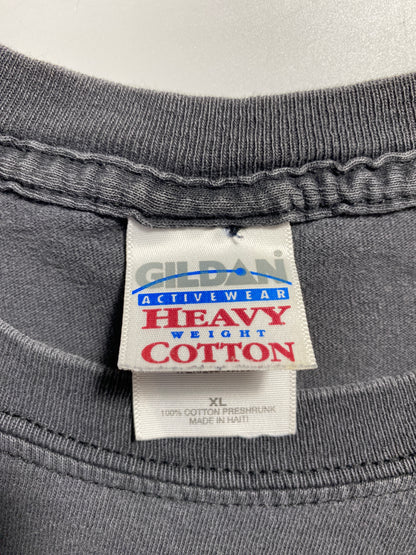 GILDAN
ACTIVEWEAR
HEAVY
WEIGHT
COTTON
XL
100% COTTON PRESHRUNK
MADE IN HAITI